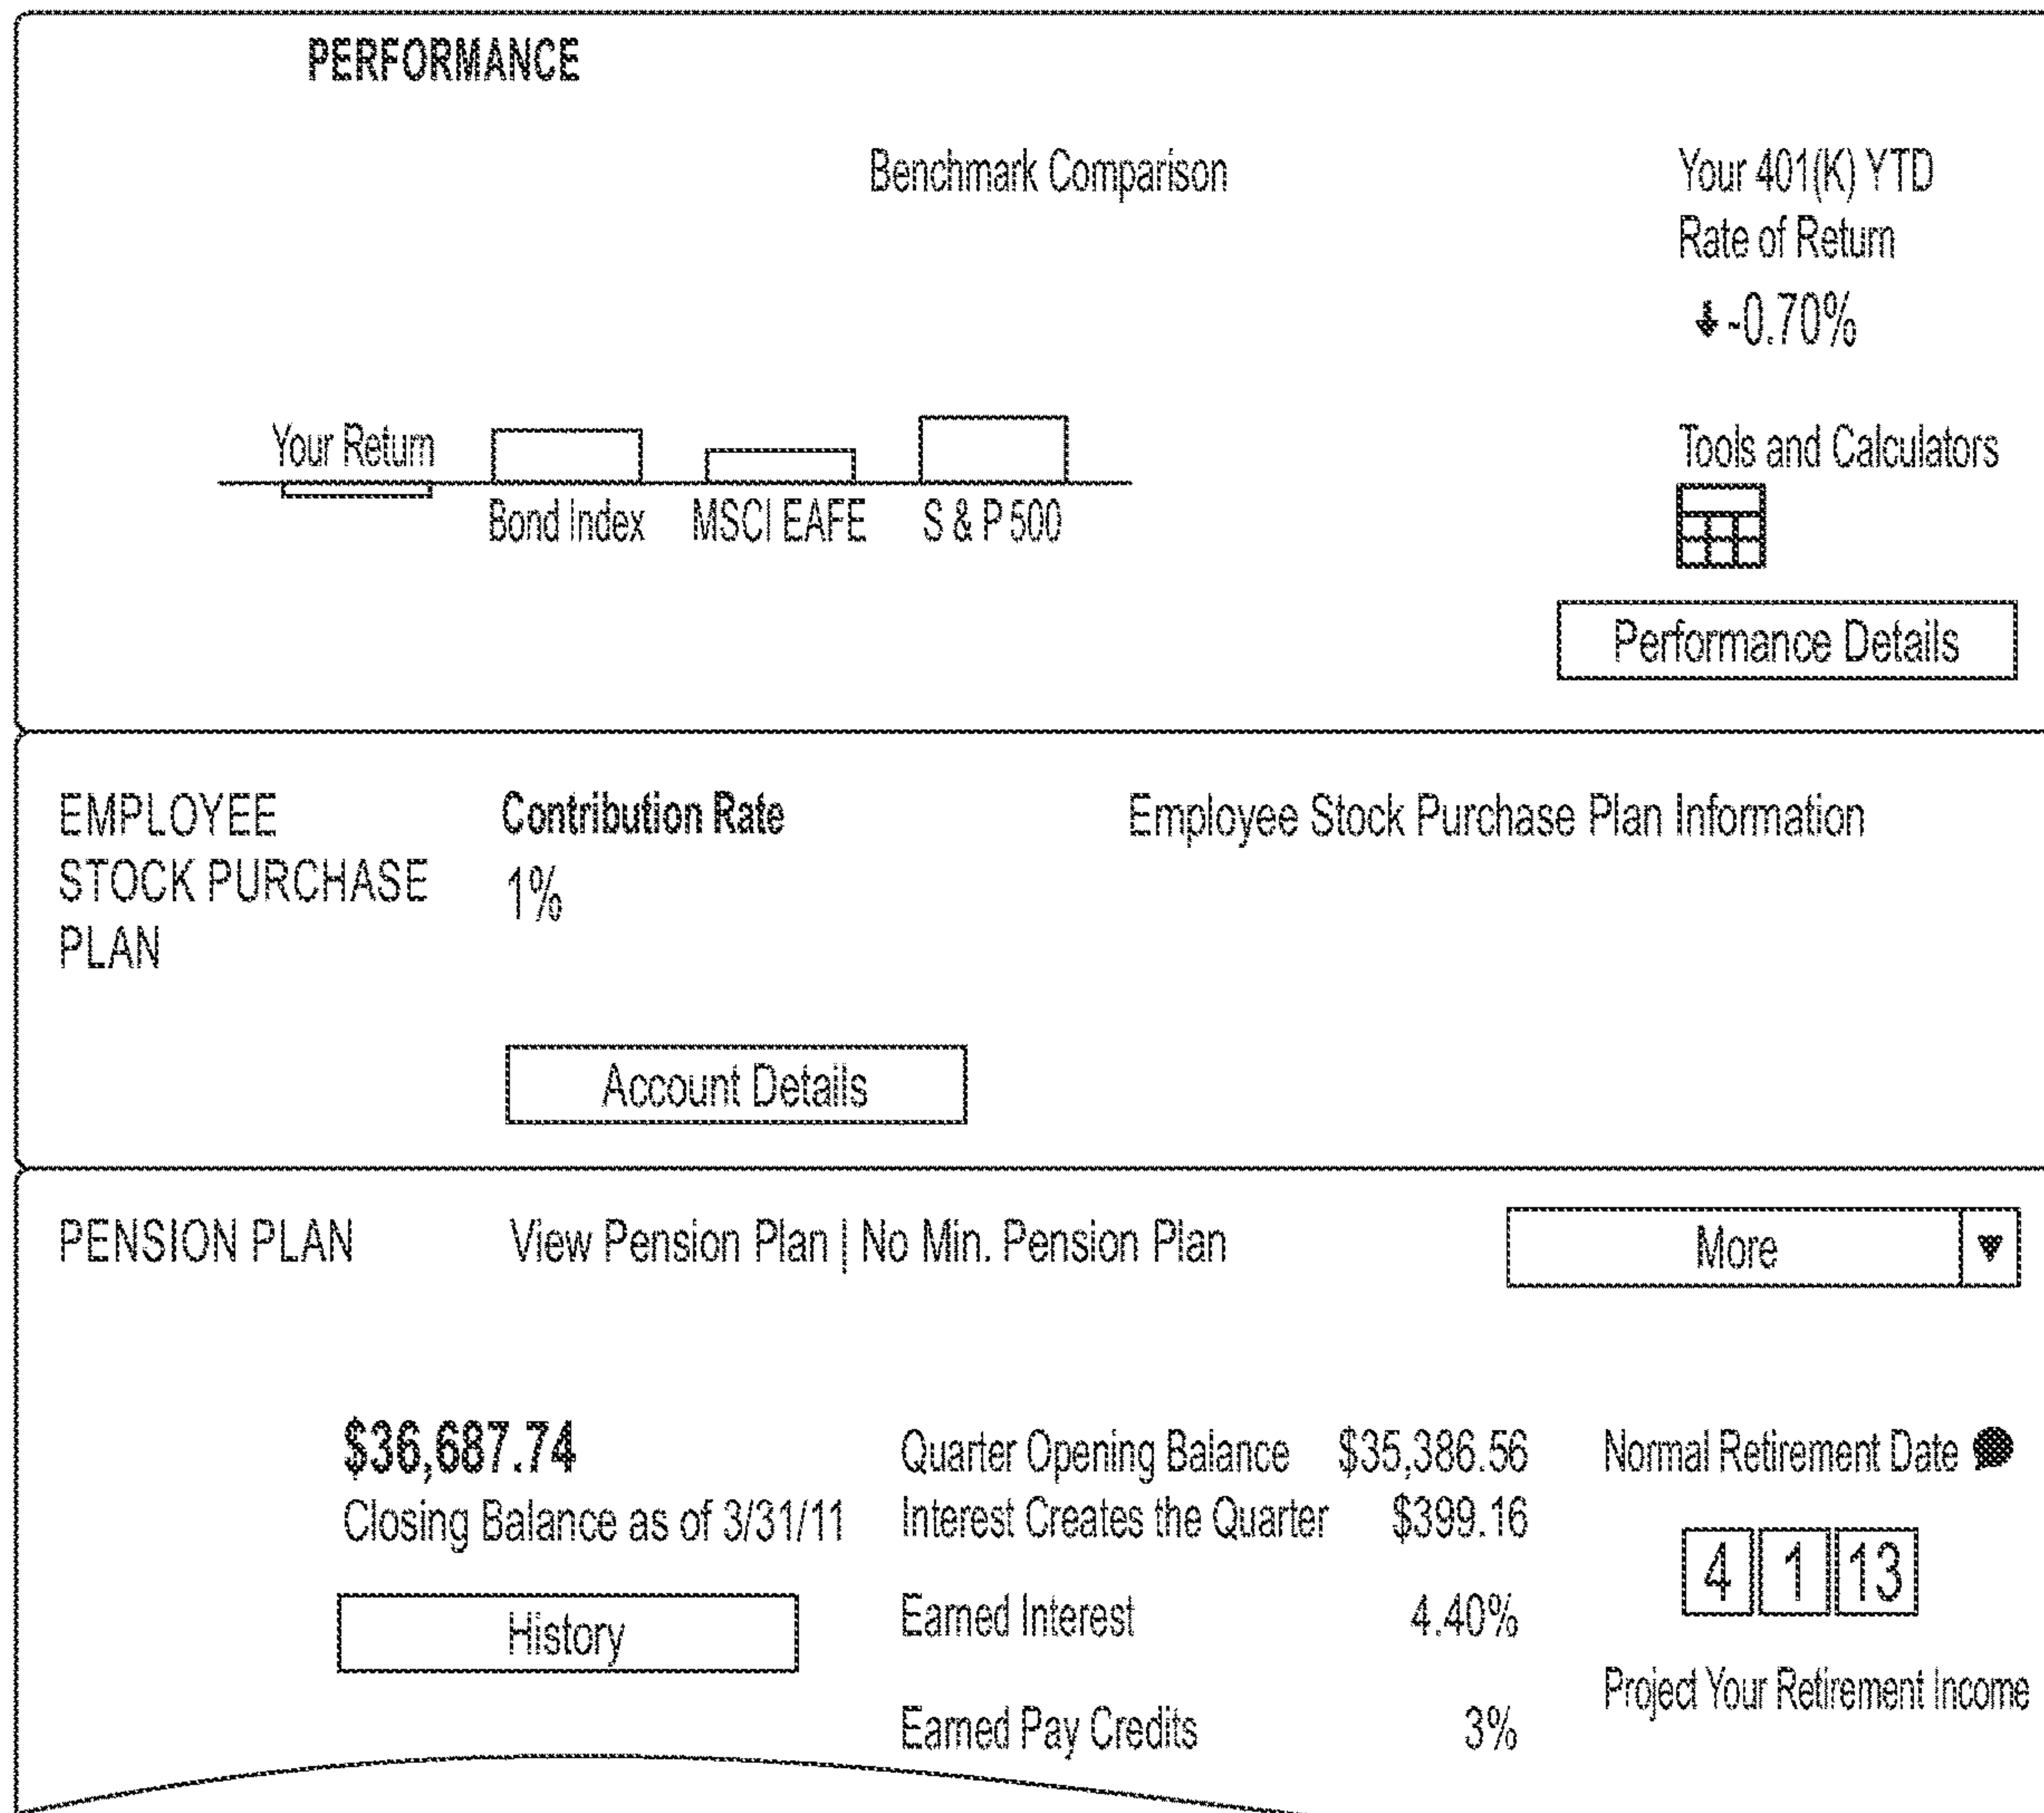 PERFORMANCE
Benchmark Comparison
Your 401(K) YTD
Rate of Return
-0.70%
Your Return
Bond Index
MSCI EAFE
S & P 500
Tools and Calculators
Performance Details
EMPLOYEE
STOCK PURCHASE
PLAN
Contribution Rate
1%
Employee Stock Purchase Plan Information
Account Details
PENSION PLAN
View Pension Plan | No Min. Pension Plan
More
$36,687.74
Closing Balance as of 3/31/11
History
Quarter Opening Balance $35,386.56
Interest Creates the Quarter $399.16
Earned Interest 4.40%
Earned Pay Credits 3%
Normal Retirement Date
4 1 13
Project Your Retirement Income